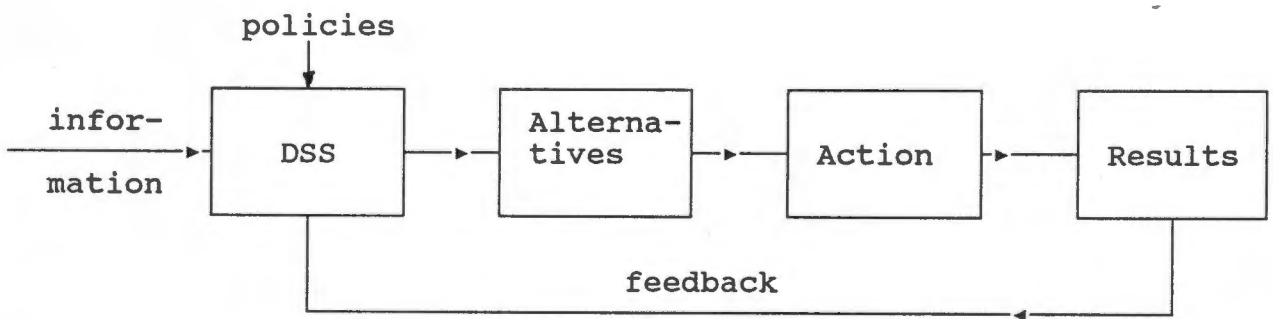 policies
infor-
mation
DSS
Alterna-
tives
Action
Results
feedback